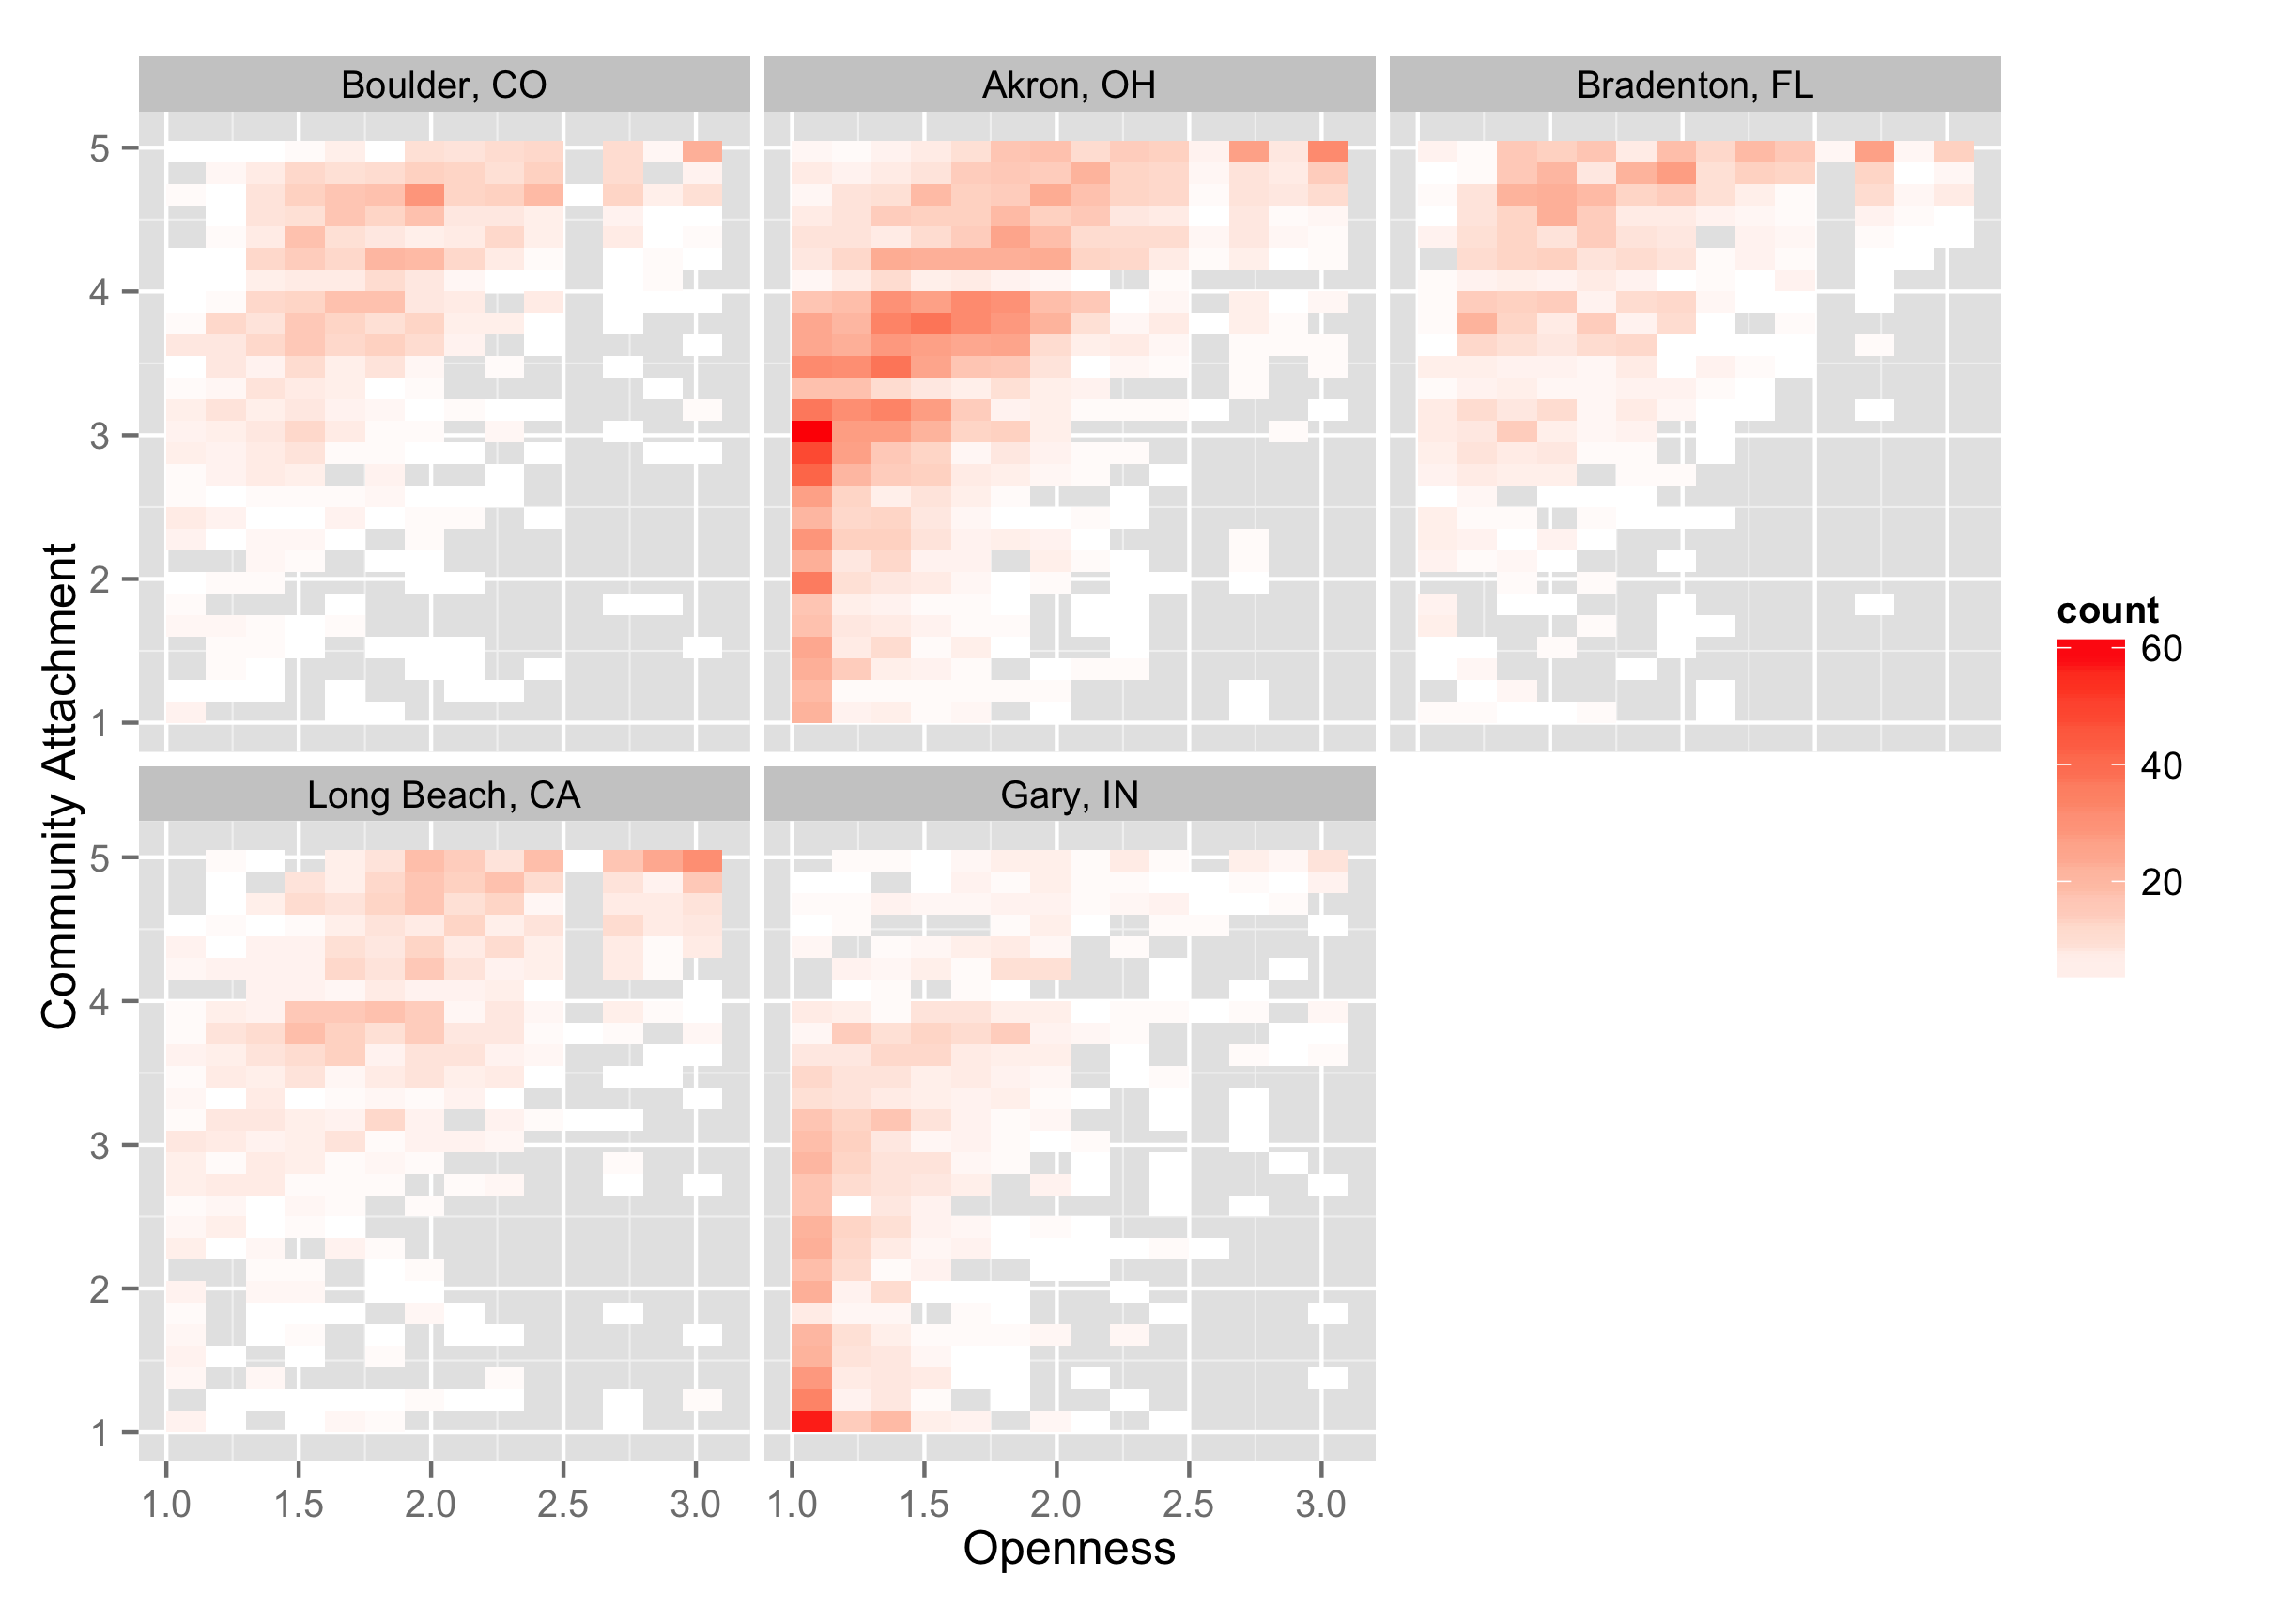 Boulder, CO
Akron, OH
Bradenton, FL
5
4
3
2
1
Community Attachment
Long Beach, CA
Gary, IN
5
4
3
2
1
1.0 1.5 2.0 2.5 3.0
1.0 1.5 2.0 2.5 3.0
Openness
count
60
40
20